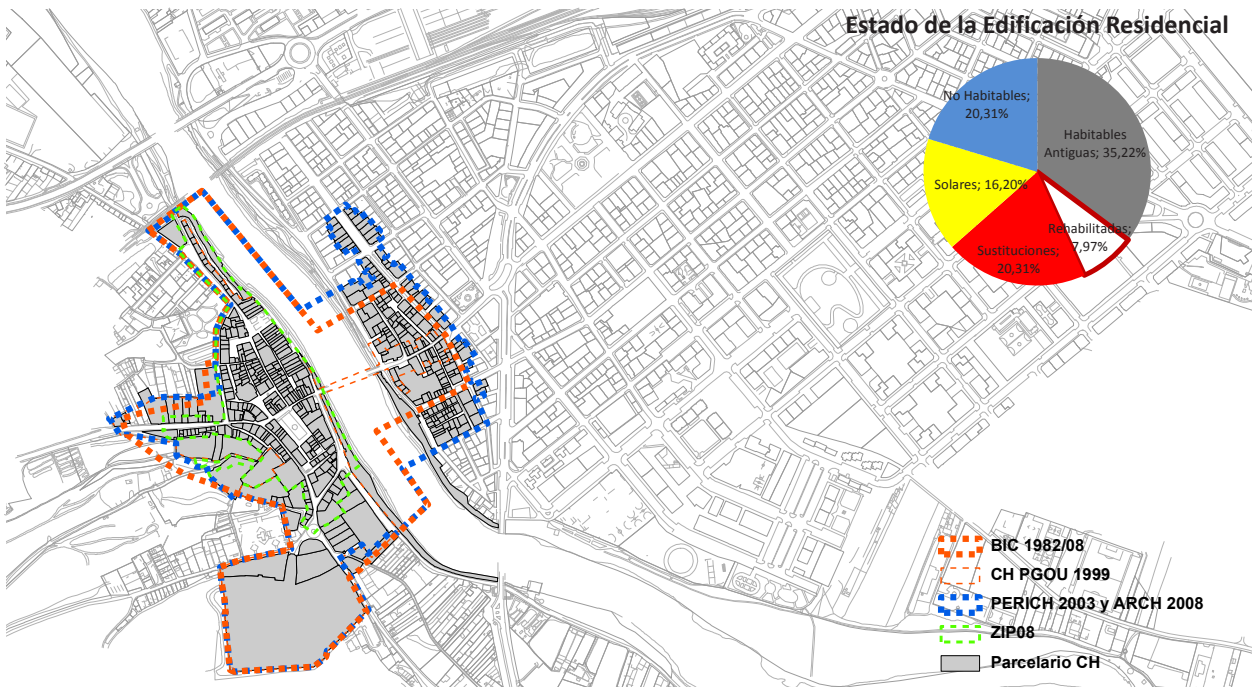 Estado de la Edificación Residencial
No Habitables;
20,31%
Habitables
Antiguas; 35,22%
Solares; 16,20%
Rehabilitadas;
7,97%
Sustituciones;
20,31%
BIC 1982/08
CH PGOU 1999
PERICH 2003 y ARCH 2008
ZIP08
Parcelario CH